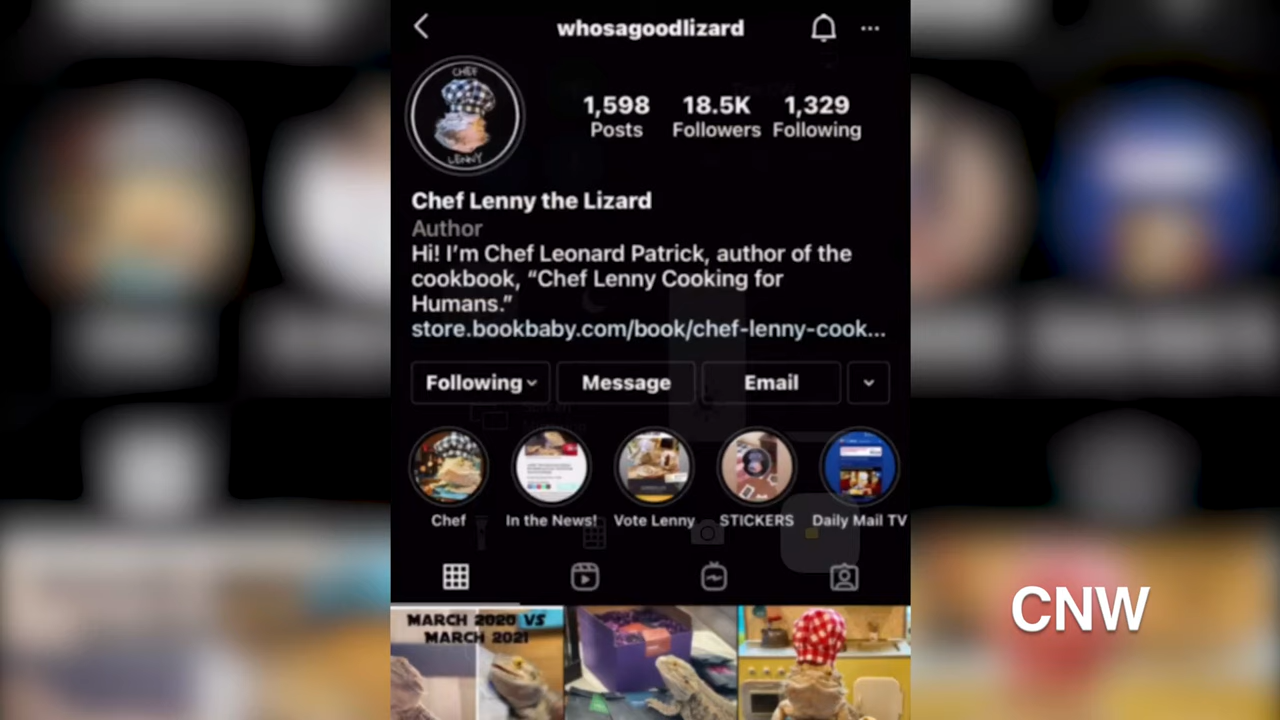 whosagoodlizard
CHEF
LENNY
1,598 18.5K 1,329
Posts Followers Following
Chef Lenny the Lizard
Author
Hi! I'm Chef Leonard Patrick, author of the
cookbook, “Chef Lenny Cooking for
Humans.”
store.bookbaby.com/book/chef-lenny-cook...
Following Message Email
Chef In the News! Vote Lenny STICKERS Daily Mail TV
MARCH 2020 VS
MARCH 2021
CNW